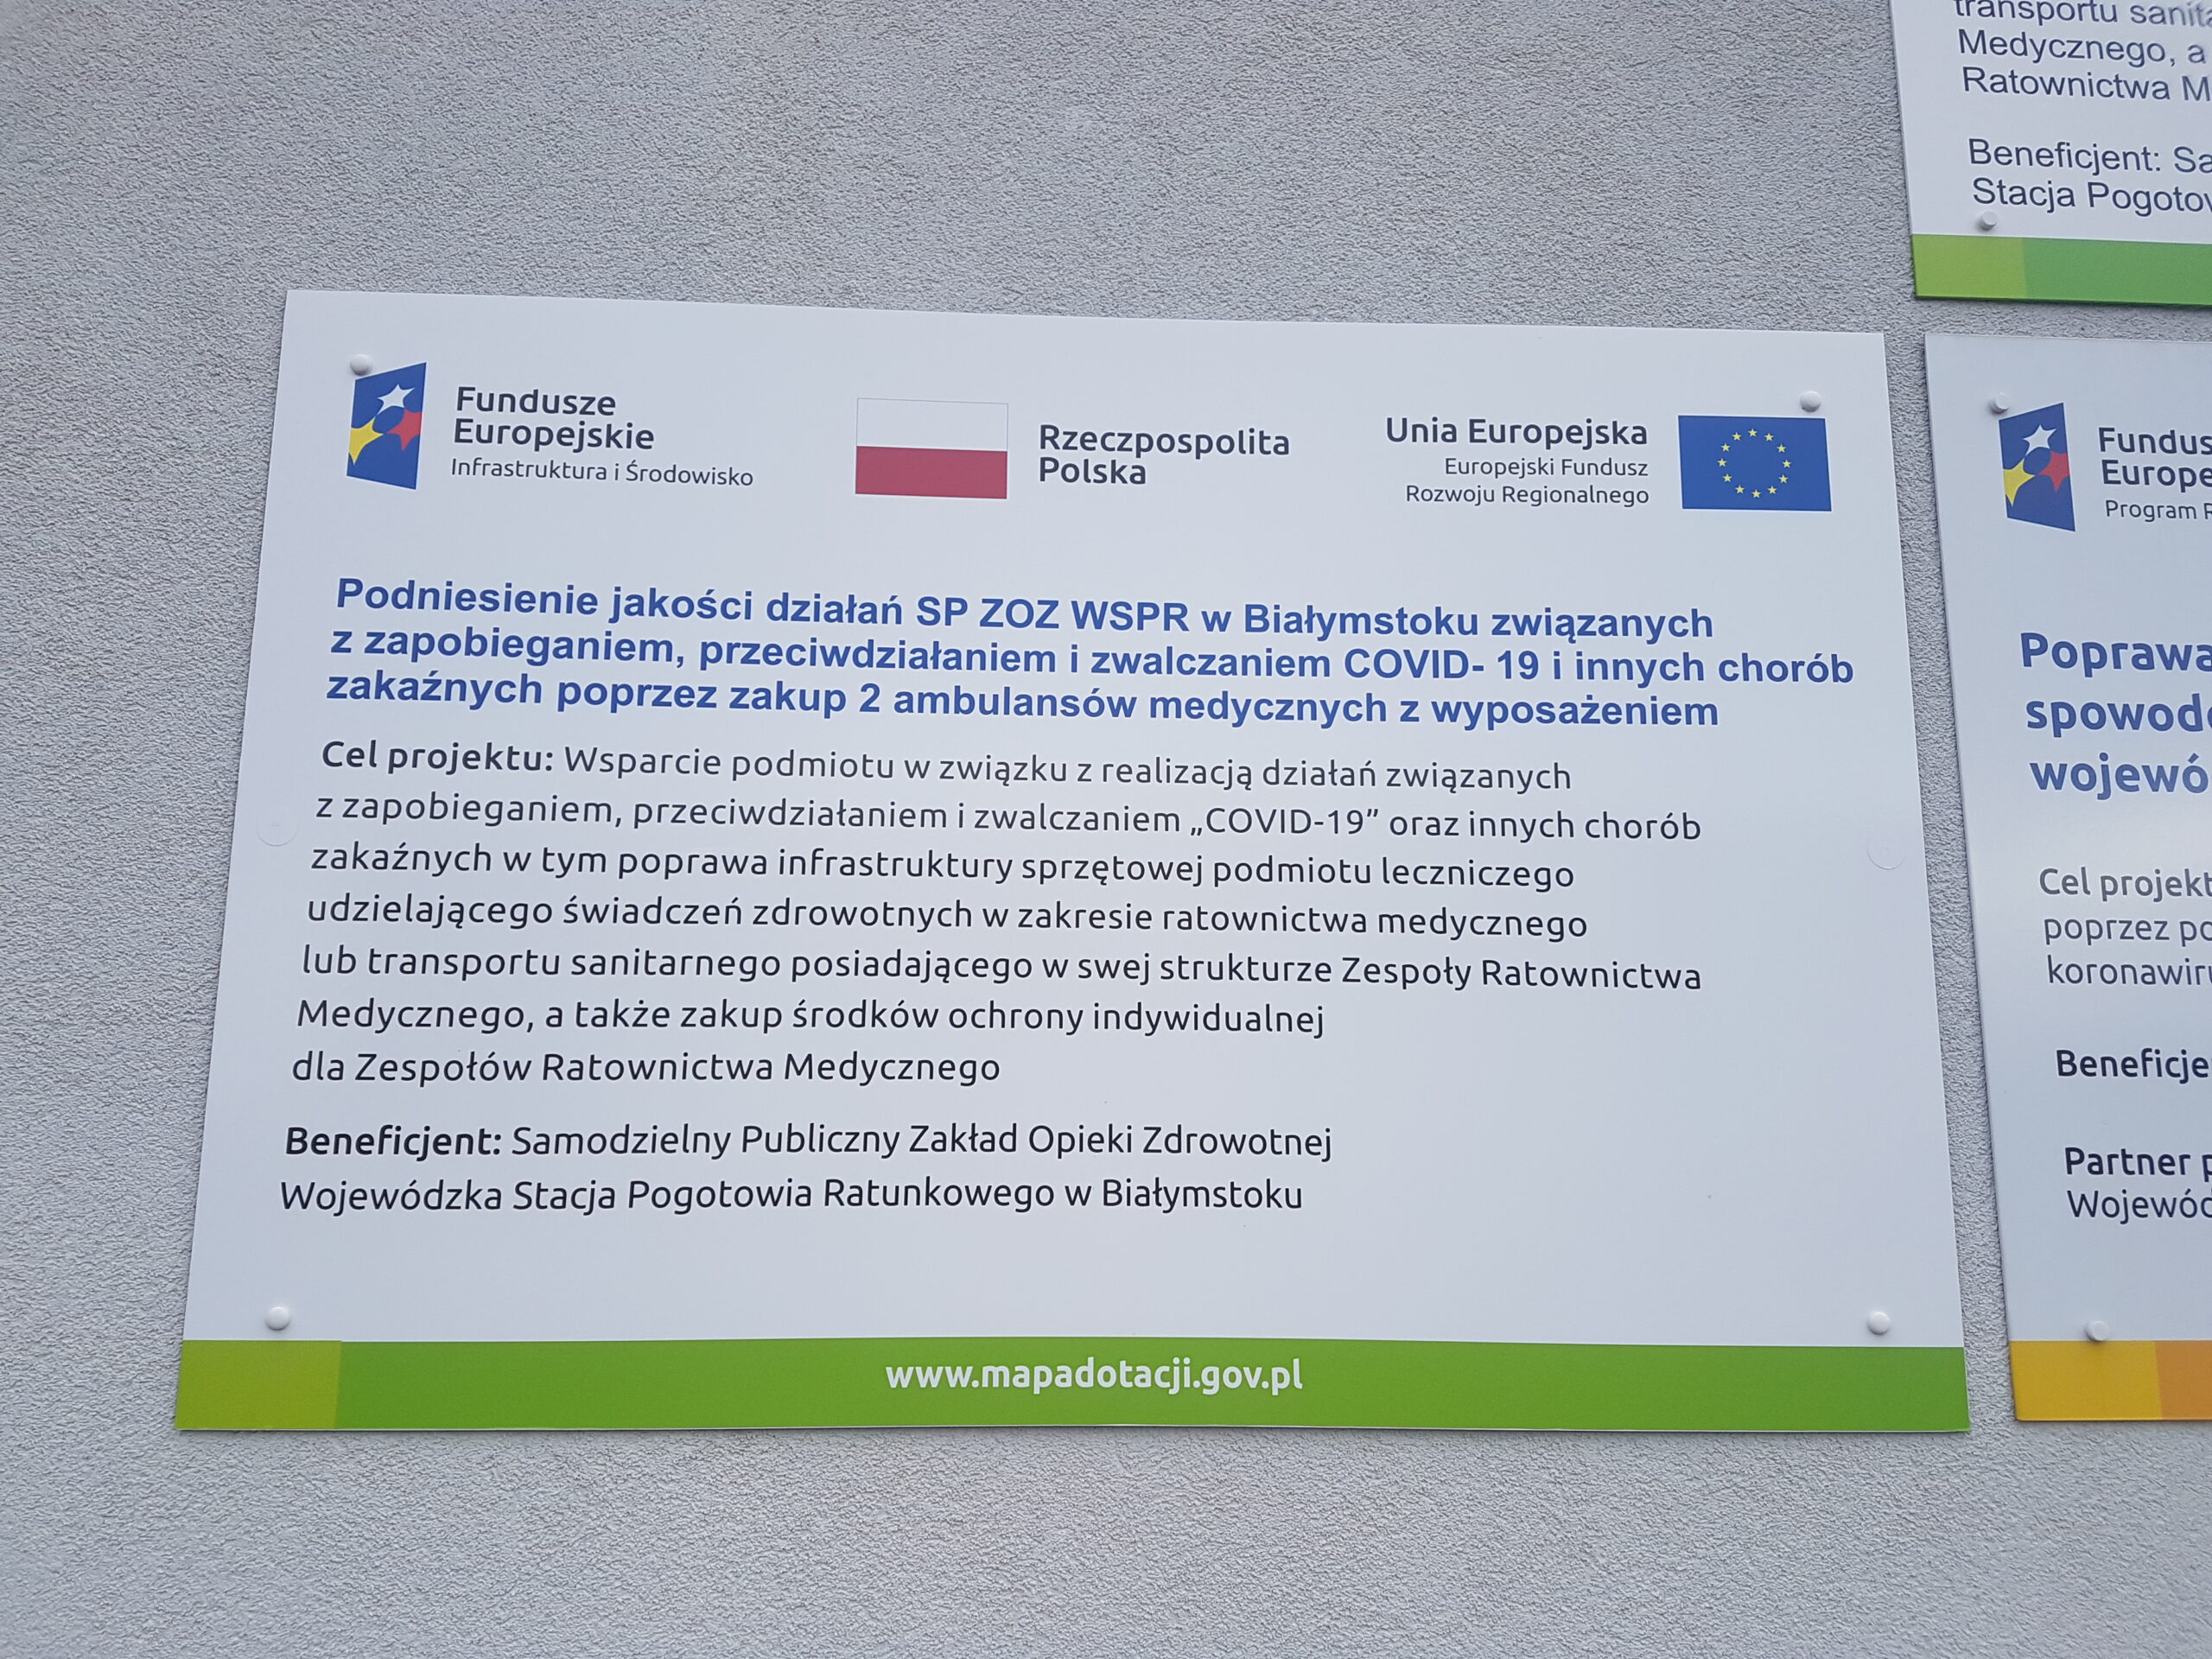 Fundusze
Europejskie
Infrastruktura i Środowisko
Rzeczpospolita
Polska
Unia Europejska
Europejski Fundusz
Rozwoju Regionalnego
Podniesienie jakości działań SP ZOZ WSPR w Białymstoku związanych
z zapobieganiem, przeciwdziałaniem i zwalczaniem COVID- 19 i innych chorób
zakaźnych poprzez zakup 2 ambulansów medycznych z wyposażeniem
Cel projektu: Wsparcie podmiotu w związku z realizacją działań związanych
z zapobieganiem, przeciwdziałaniem i zwalczaniem „COVID-19” oraz innych chorób
zakaźnych w tym poprawa infrastruktury sprzętowej podmiotu leczniczego
udzielającego świadczeń zdrowotnych w zakresie ratownictwa medycznego
lub transportu sanitarnego posiadającego w swej strukturze Zespoły Ratownictwa
Medycznego, a także zakup środków ochrony indywidualnej
dla Zespołów Ratownictwa Medycznego
Beneficjent: Samodzielny Publiczny Zakład Opieki Zdrowotnej
Wojewódzka Stacja Pogotowia Ratunkowego w Białymstoku
www.mapadotacji.gov.pl
transportu
Medycznego, a
Ratownictwa M
Beneficjent: Sa
Stacja
Fundus
Europe
Program
Poprawa
spowod
wojewó
Cel projekt
poprzez po
koronawiru
Beneficje
Partner p
Wojewód